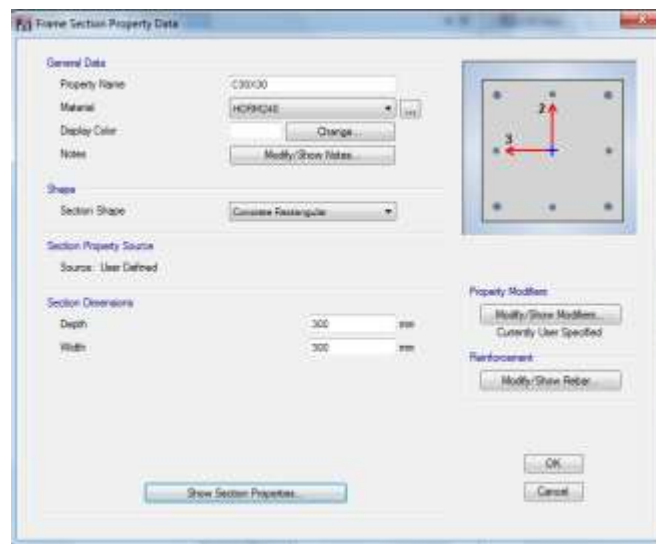 Frame Section Property Data
General Data
Property Name C30X30
Material HORM240 ...
Display Color Change...
Notes Modify/Show Notes...
Shape
Section Shape Concrete Rectangular
Section Property Source
Source: User Defined
Section Dimensions
Depth 300 mm
Width 300 mm
2
3
Property Modifiers
Modify/Show Modifiers...
Currently User Specified
Reinforcement
Modify/Show Rebar...
OK
Show Section Properties...
Cancel